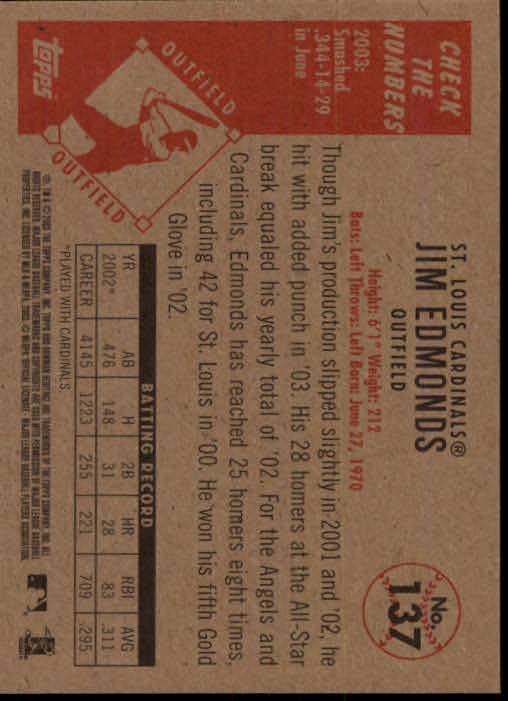 ST. LOUIS CARDINALS®
JIM EDMONDS
OUTFIELD
No.
137
Height: 6'1" Weight: 212
Bats: Left Throws: Left Born: June 27, 1970
Though Jim's production slipped slightly in 2001 and '02, he
hit with added punch in '03. His 28 homers at the All-Star
break equaled his yearly total of '02. For the Angels and
Cardinals, Edmonds has reached 25 homers eight times,
including 42 for St. Louis in '00. He won his fifth Gold
Glove in '02.
CHECK
THE
NUMBERS
2003:
Smashed
.344-14-29
in June
OUTFIELD
OUTFIELD
topps
BATTING RECORD
YR AB H 2B HR RBI AVG
2002* 476 148 31 28 83 .311
CAREER 4145 1223 255 221 709 .295
*PLAYED WITH CARDINALS